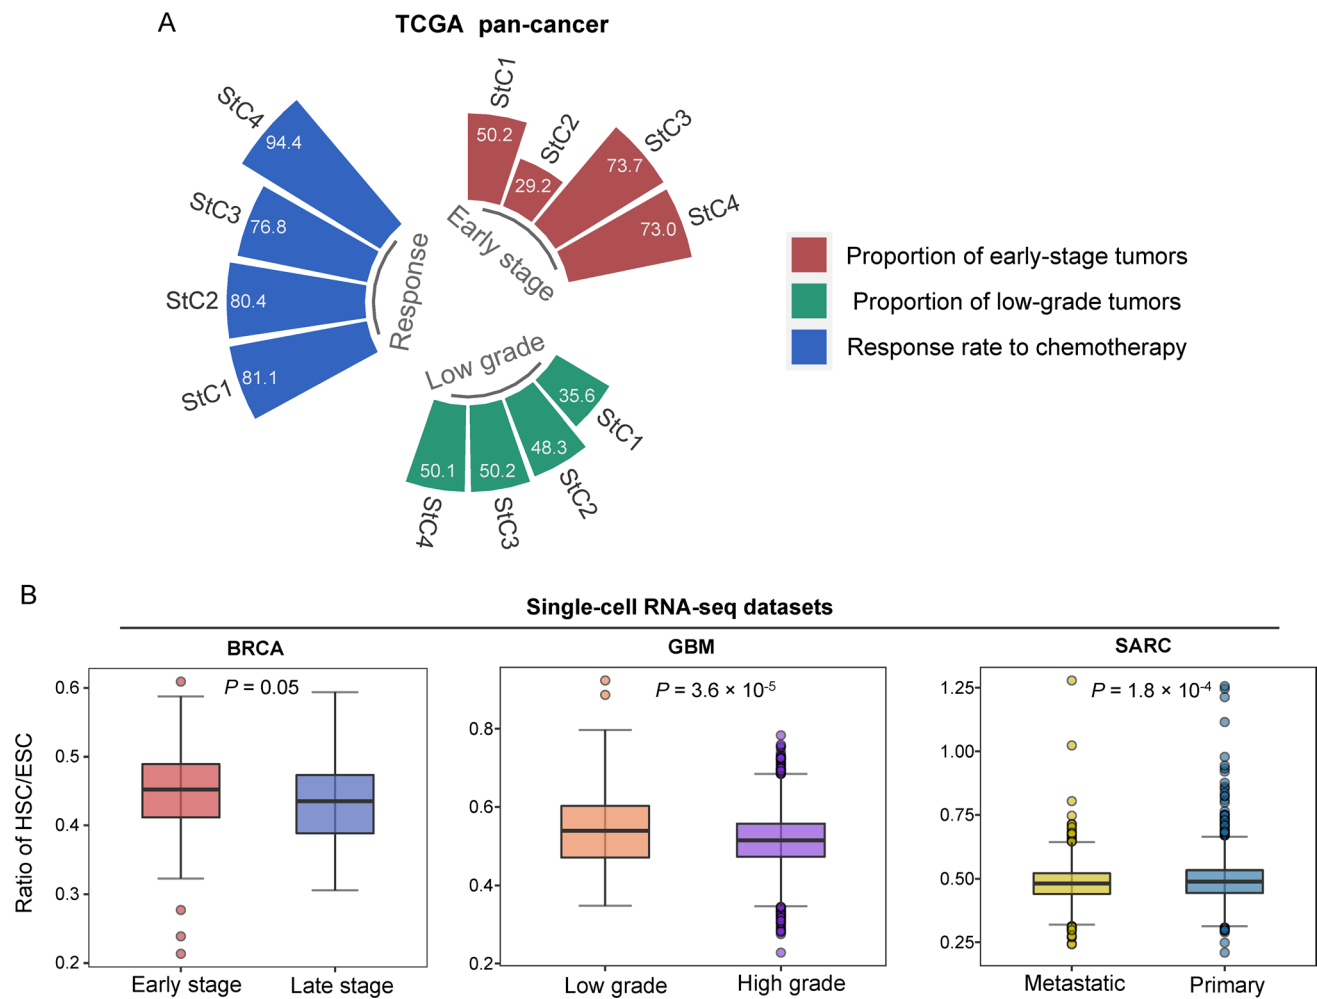 A
TCGA pan-cancer
StC1
50.2
StC2
29.2
StC3
73.7
StC4
73.0
Early stage
StC4
94.4
StC3
76.8
StC2
80.4
StC1
81.1
Response
Low grade
35.6
StC1
48.3
StC2
50.2
StC3
50.1
StC4
Proportion of early-stage tumors
Proportion of low-grade tumors
Response rate to chemotherapy
B
Single-cell RNA-seq datasets
Ratio of HSC/ESC
BRCA
P = 0.05
0.6
0.5
0.4
0.3
0.2
Early stage
Late stage
GBM
P = 3.6 × 10⁻⁵
0.8
0.6
0.4
0.2
Low grade
High grade
SARC
P = 1.8 × 10⁻⁴
1.25
1.00
0.75
0.50
0.25
Metastatic
Primary